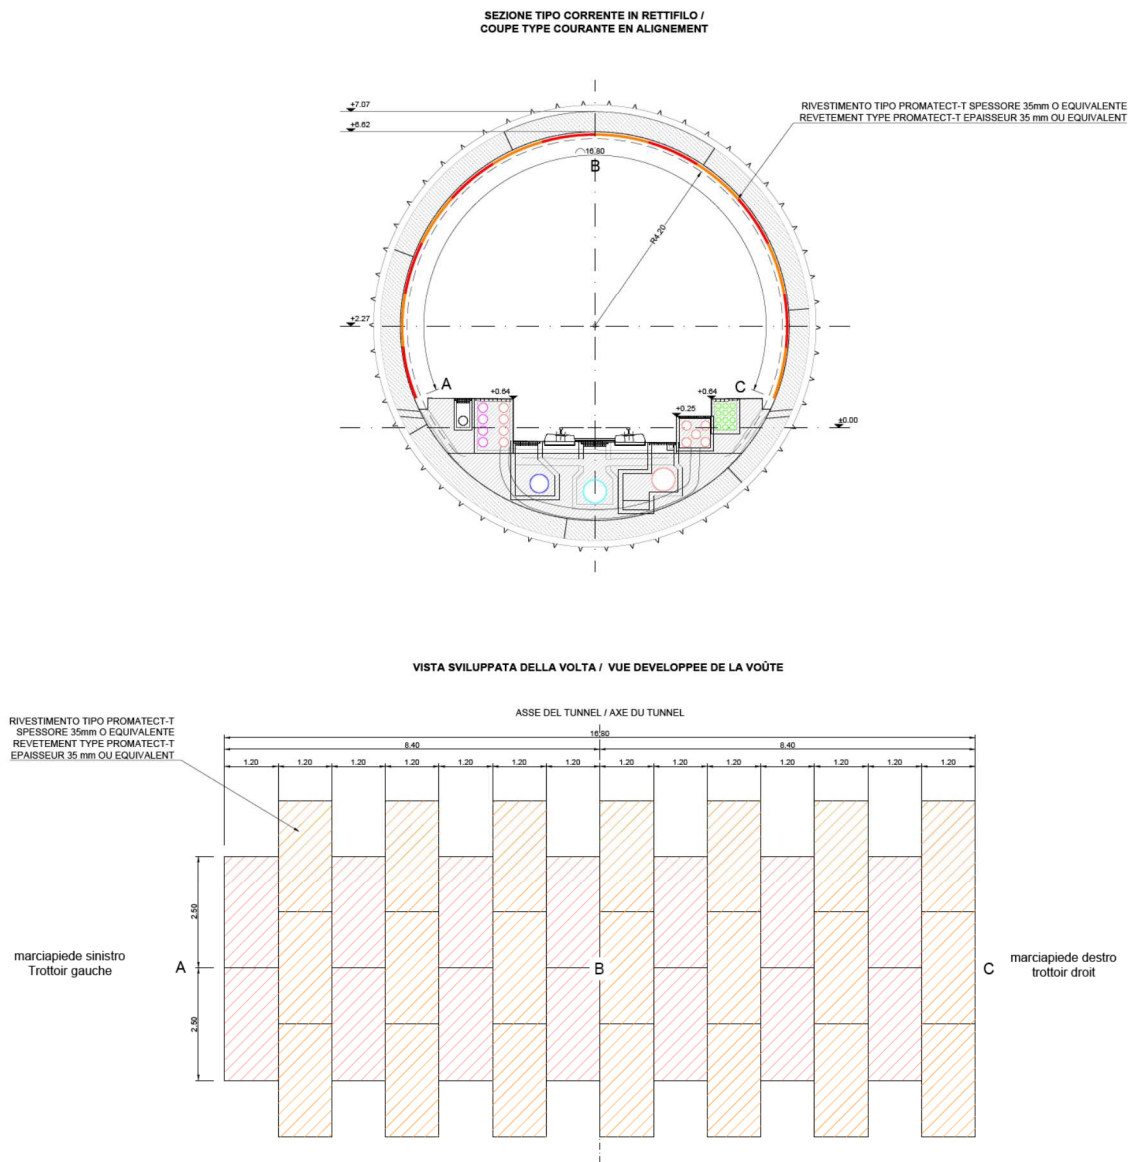 SEZIONE TIPO CORRENTE IN RETTIFILO /
COUPE TYPE COURANTE EN ALIGNEMENT
+7.07
+6.62
RIVESTIMENTO TIPO PROMATECT-T SPESSORE 35mm O EQUIVALENTE
REVETEMENT TYPE PROMATECT-T EPAISSEUR 35 mm OU EQUIVALENT
16.80
B
R4.20
+2.27
A
C
+0.64
+0.64
+0.25
±0.00
VISTA SVILUPPATA DELLA VOLTA / VUE DEVELOPPEE DE LA VOÛTE
ASSE DEL TUNNEL / AXE DU TUNNEL
RIVESTIMENTO TIPO PROMATECT-T
SPESSORE 35mm O EQUIVALENTE
REVETEMENT TYPE PROMATECT-T
EPAISSEUR 35 mm OU EQUIVALENT
16.80
8.40 8.40
1.20 1.20 1.20 1.20 1.20 1.20 1.20 1.20 1.20 1.20 1.20 1.20 1.20 1.20
2.50
marciapiede sinistro
Trottoir gauche
A
B
C
marciapiede destro
trottoir droit
2.50